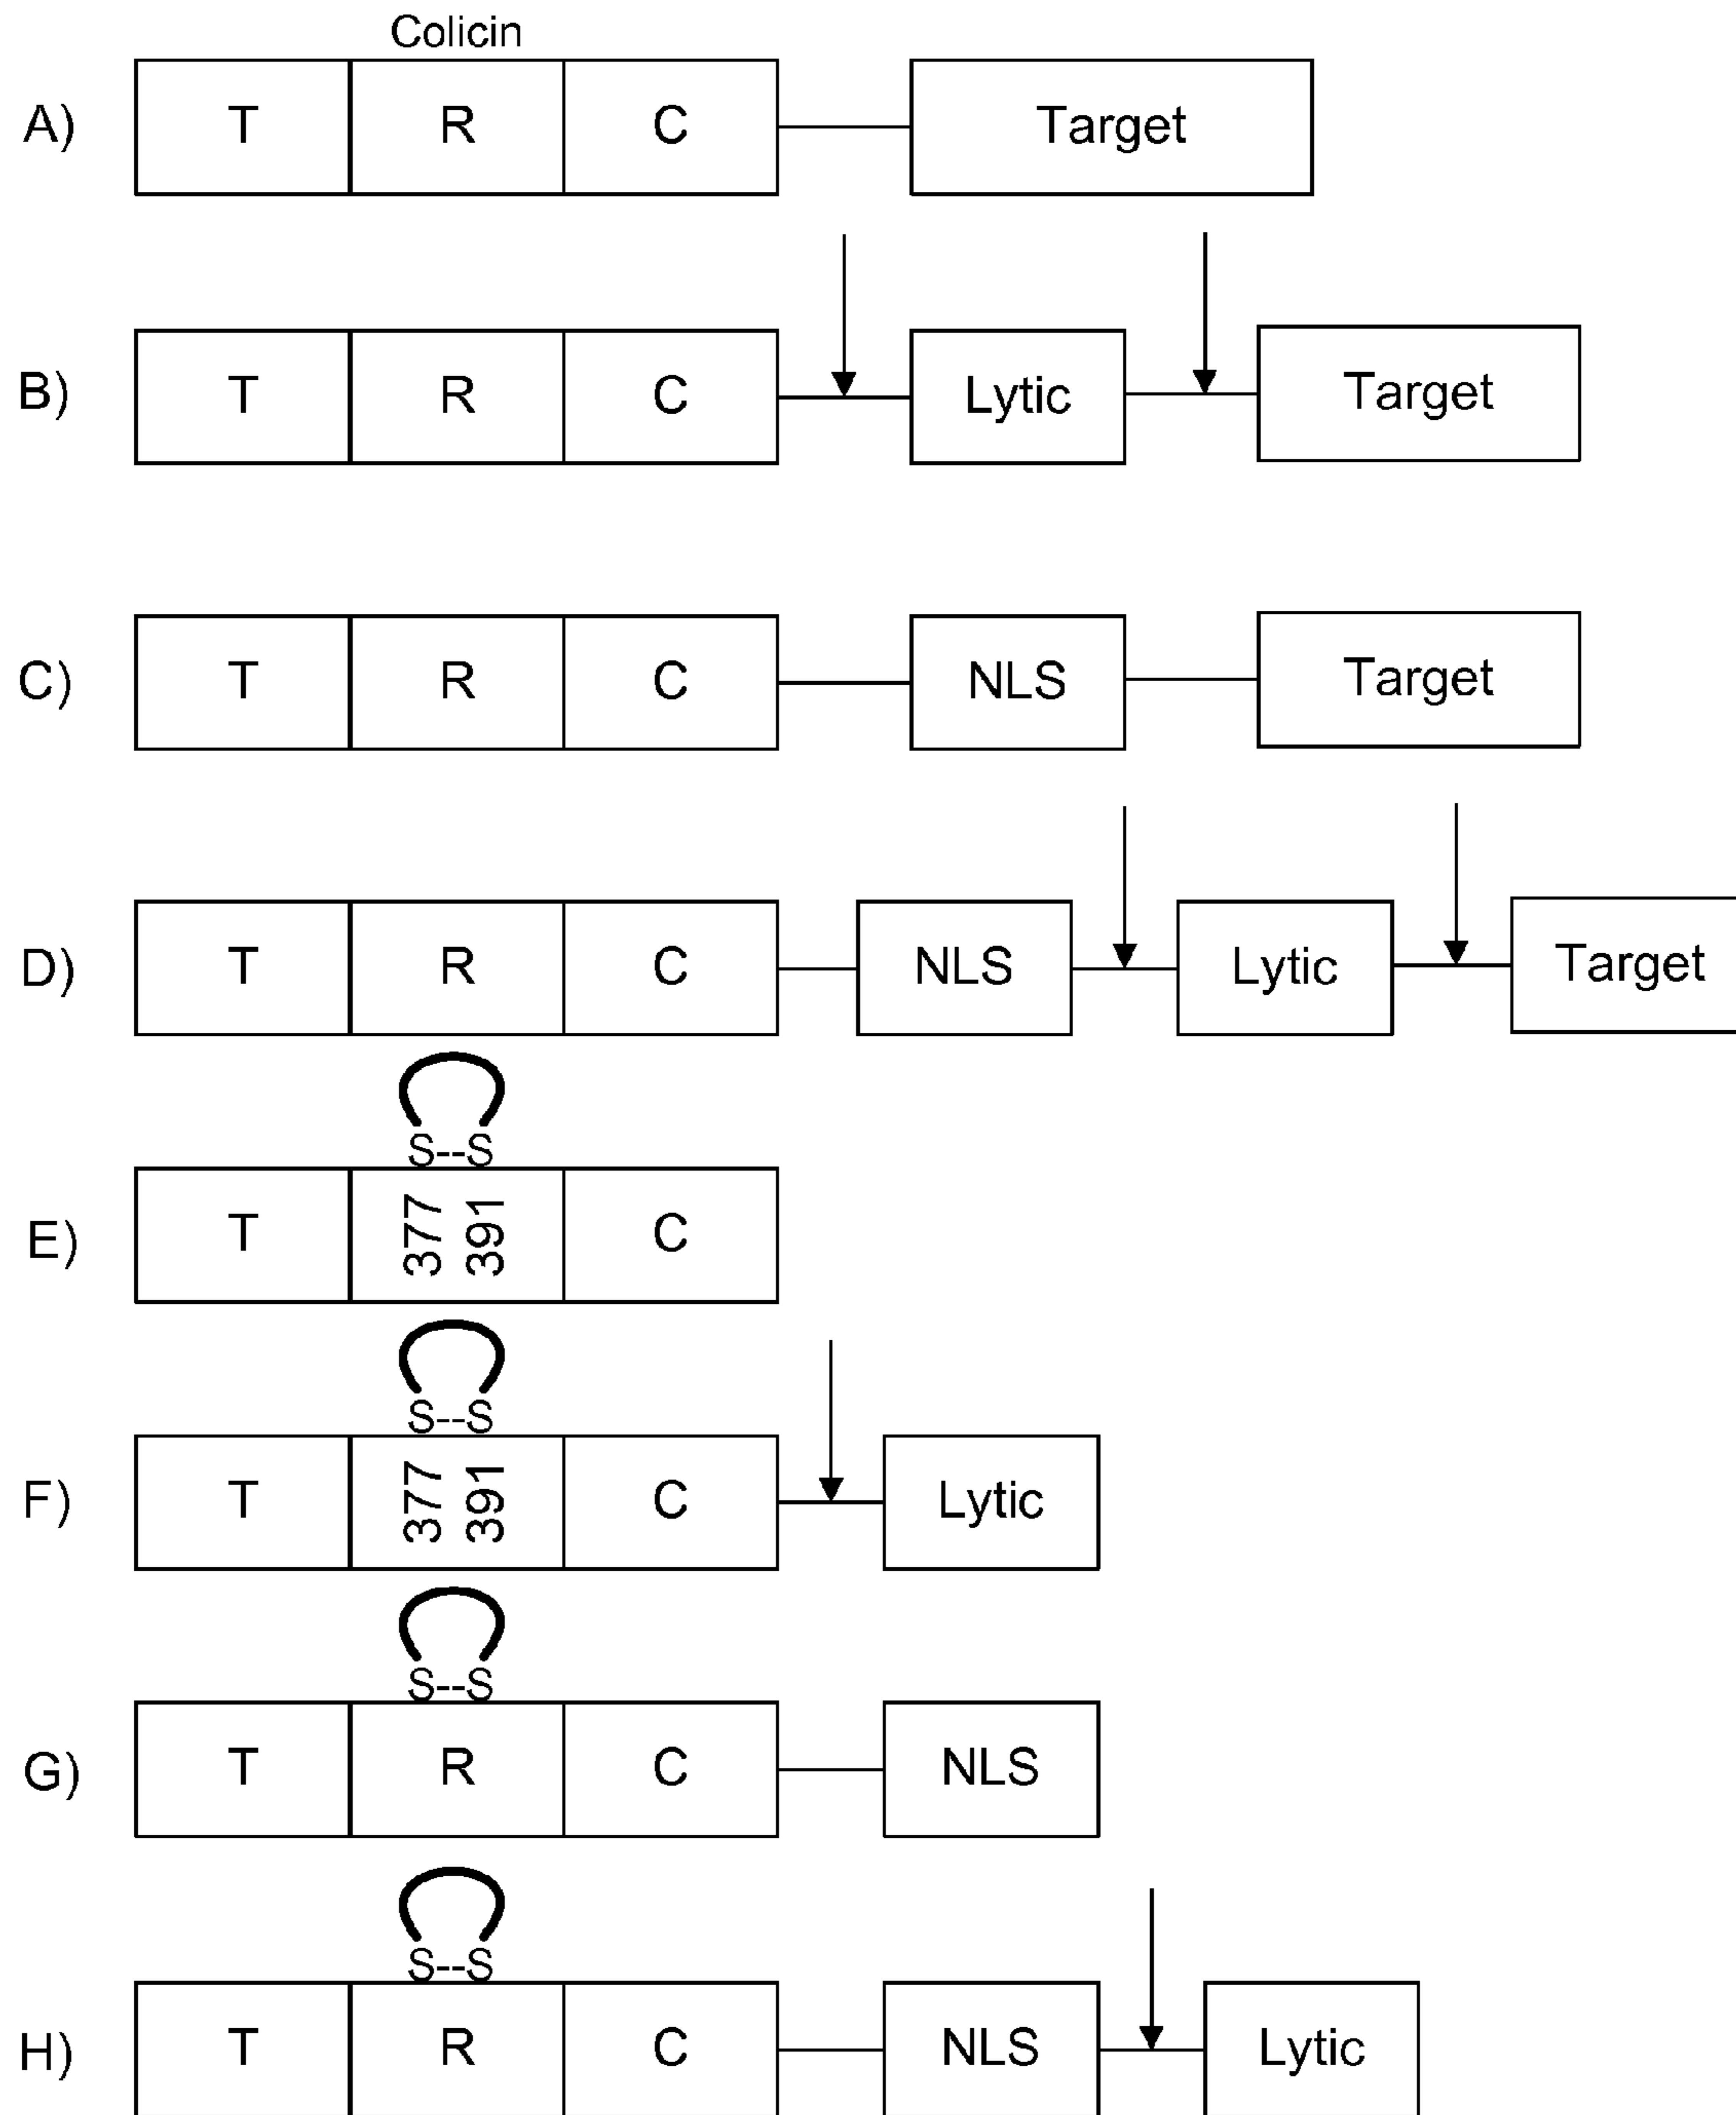 Colicin
A) T R C Target
B) T R C Lytic Target
C) T R C NLS Target
D) T R C NLS Lytic Target
S--S
E) T 377 391 C
S--S
F) T 377 391 C Lytic
S--S
G) T R C NLS
S--S
H) T R C NLS Lytic